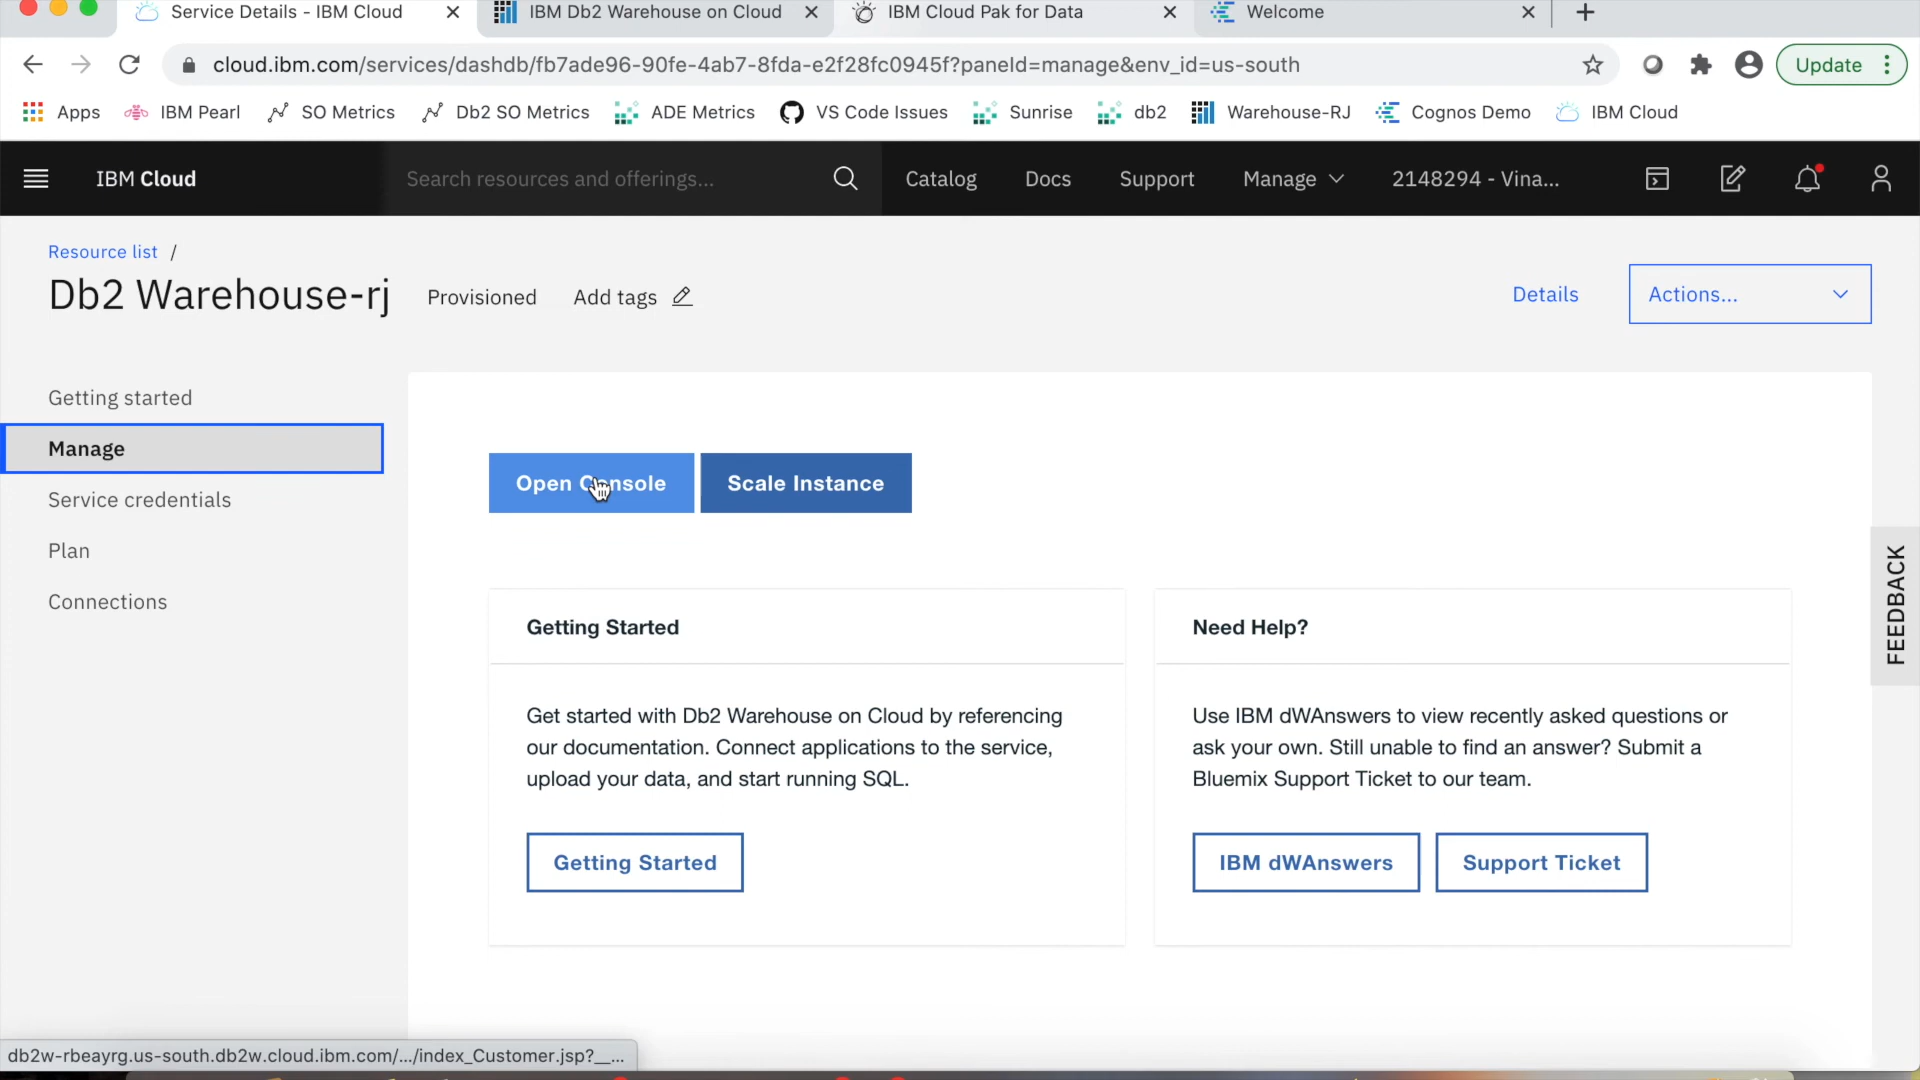 Service Details - IBM Cloud
IBM Db2 Warehouse on Cloud
IBM Cloud Pak for Data
Welcome
cloud.ibm.com/services/dashdb/fb7ade96-90fe-4ab7-8fda-e2f28fc0945f?paneId=manage&env_id=us-south
Update
Apps
IBM Pearl
SO Metrics
Db2 SO Metrics
ADE Metrics
VS Code Issues
Sunrise
db2
Warehouse-RJ
Cognos Demo
IBM Cloud
IBM Cloud
Search resources and offerings...
Catalog
Docs
Support
Manage
2148294 - Vina...
Resource list /
Db2 Warehouse-rj
Provisioned
Add tags
Details
Actions...
Getting started
Manage
Service credentials
Plan
Connections
Open Console
Scale Instance
Getting Started
Get started with Db2 Warehouse on Cloud by referencing
our documentation. Connect applications to the service,
upload your data, and start running SQL.
Getting Started
Need Help?
Use IBM dWAnswers to view recently asked questions or
ask your own. Still unable to find an answer? Submit a
Bluemix Support Ticket to our team.
IBM dWAnswers
Support Ticket
FEEDBACK
db2w-rbeayrg.us-south.db2w.cloud.ibm.com/.../index_Customer.jsp?__...